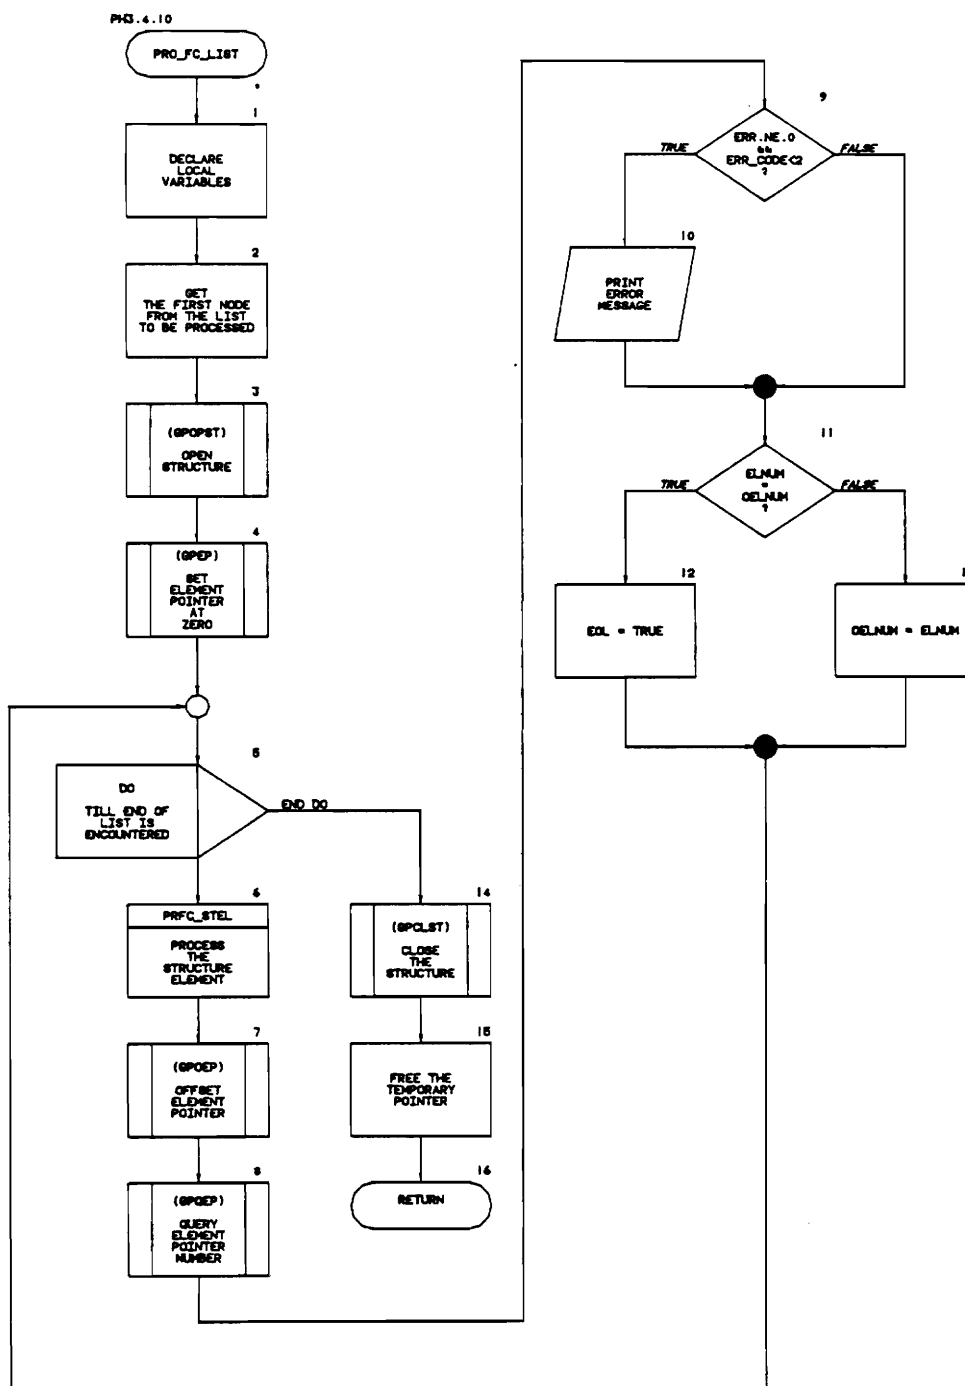 PH3.4.10
PRO_FC_LIST
1
DECLARE
LOCAL
VARIABLES
2
GET
THE FIRST NODE
FROM THE LIST
TO BE PROCESSED
3
(GPOPST)
OPEN
STRUCTURE
4
(GPEP)
SET
ELEMENT
POINTER
AT
ZERO
5
DO
TILL END OF
LIST IS
ENCOUNTERED
END DO
6
PRFC_STEL
PROCESS
THE
STRUCTURE
ELEMENT
7
(GPOEP)
OFFSET
ELEMENT
POINTER
8
(GPQEP)
QUERY
ELEMENT
POINTER
NUMBER
14
(GPCLST)
CLOSE
THE
STRUCTURE
15
FREE THE
TEMPORARY
POINTER
16
RETURN
9
ERR.NE.0
&&
ERR_CODE<2
?
TRUE
FALSE
10
PRINT
ERROR
MESSAGE
11
ELNUM
=
OELNUM
?
TRUE
FALSE
12
EOL = TRUE
OELNUM = ELNUM